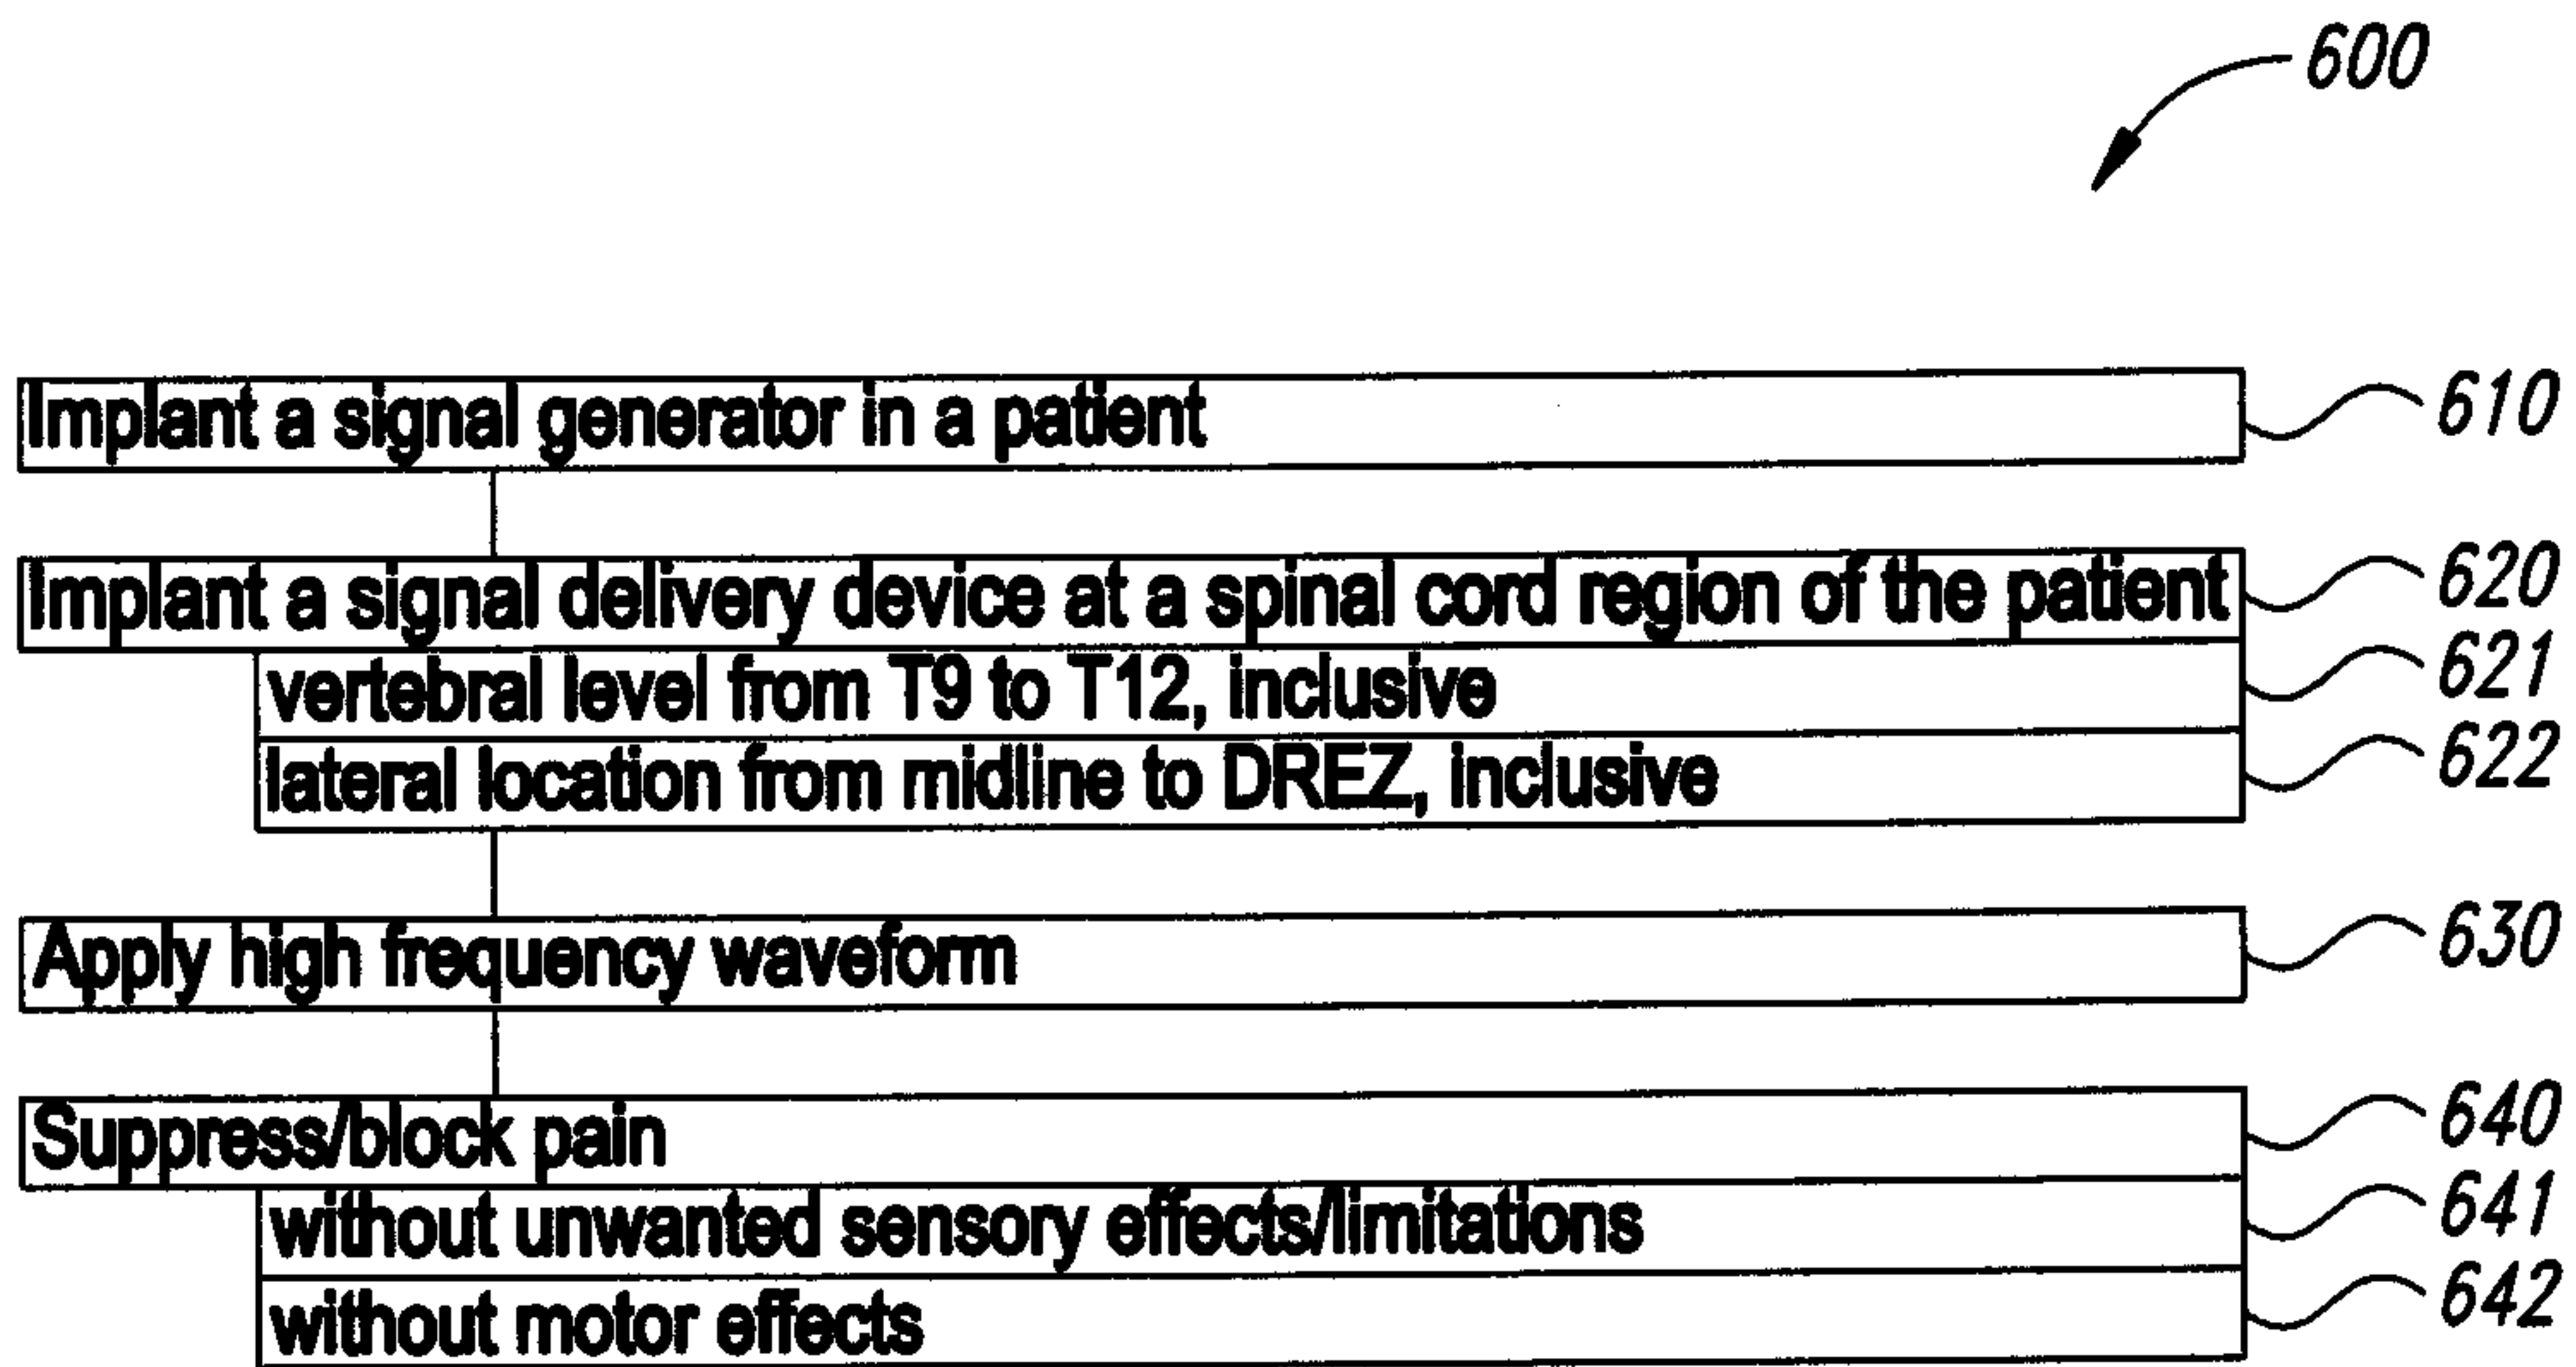 600
Implant a signal generator in a patient 610
Implant a signal delivery device at a spinal cord region of the patient 620
vertebral level from T9 to T12, inclusive 621
lateral location from midline to DREZ, inclusive 622
Apply high frequency waveform 630
Suppress/block pain 640
without unwanted sensory effects/limitations 641
without motor effects 642